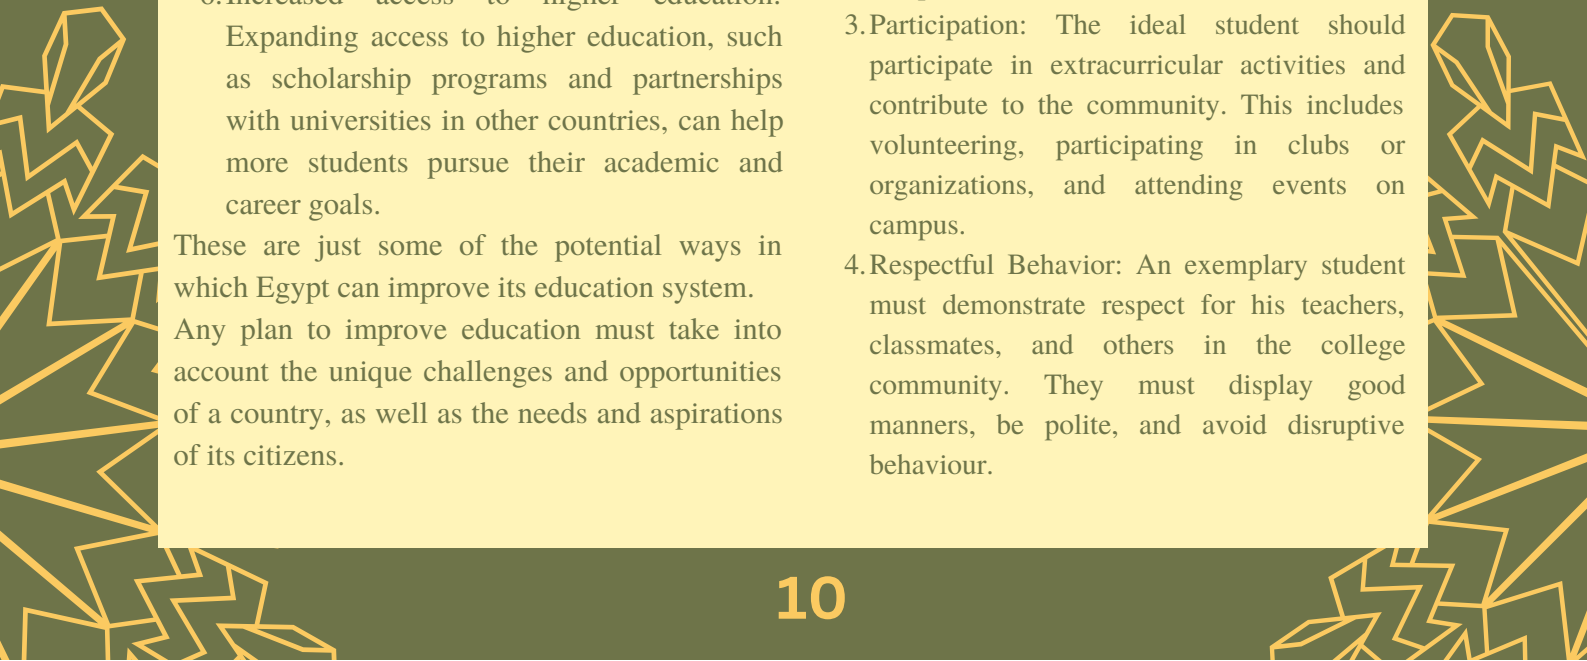 Increased access to higher education:
Expanding access to higher education, such
as scholarship programs and partnerships
with universities in other countries, can help
more students pursue their academic and
career goals.
These are just some of the potential ways in
which Egypt can improve its education system.
Any plan to improve education must take into
account the unique challenges and opportunities
of a country, as well as the needs and aspirations
of its citizens.
3. Participation: The ideal student should
participate in extracurricular activities and
contribute to the community. This includes
volunteering, participating in clubs or
organizations, and attending events on
campus.
4. Respectful Behavior: An exemplary student
must demonstrate respect for his teachers,
classmates, and others in the college
community. They must display good
manners, be polite, and avoid disruptive
behaviour.
10